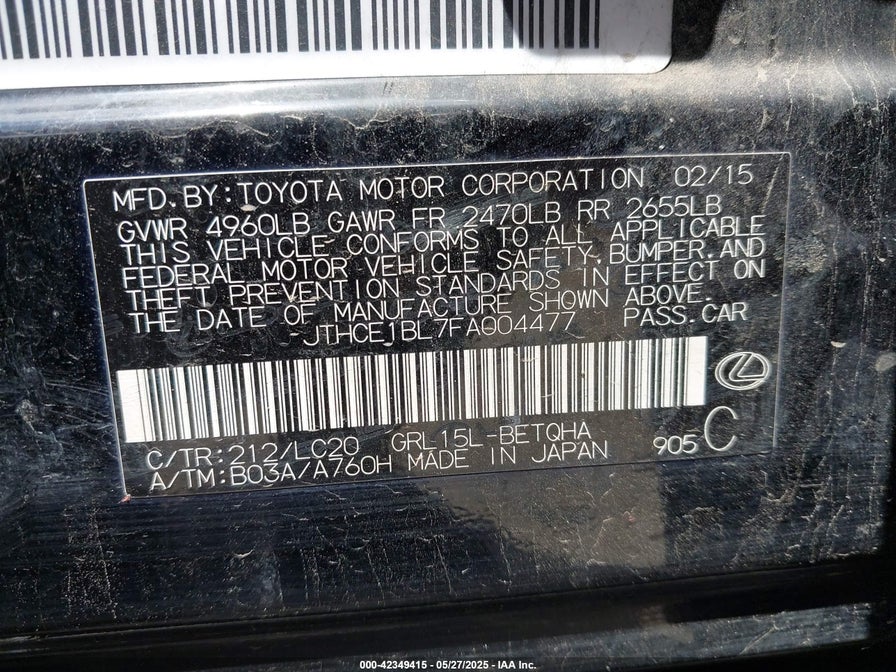 MFD.BY:TOYOTA MOTOR CORPORATION 02/15
GVWR 4960LB GAWR FR 2470LB RR 2655LB
THIS VEHICLE CONFORMS TO ALL APPLICABLE
FEDERAL MOTOR VEHICLE SAFETY,BUMPER,AND
THEFT PREVENTION STANDARDS IN EFFECT ON
THE DATE OF MANUFACTURE SHOWN ABOVE.
JTHCE1BL7FA004477 PASS.CAR
C/TR:212/LC20 GRL15L-BETQHA 905 C
A/TM:B03A/A760H MADE IN JAPAN
000-42349415 - 05/27/2025 - IAA Inc.